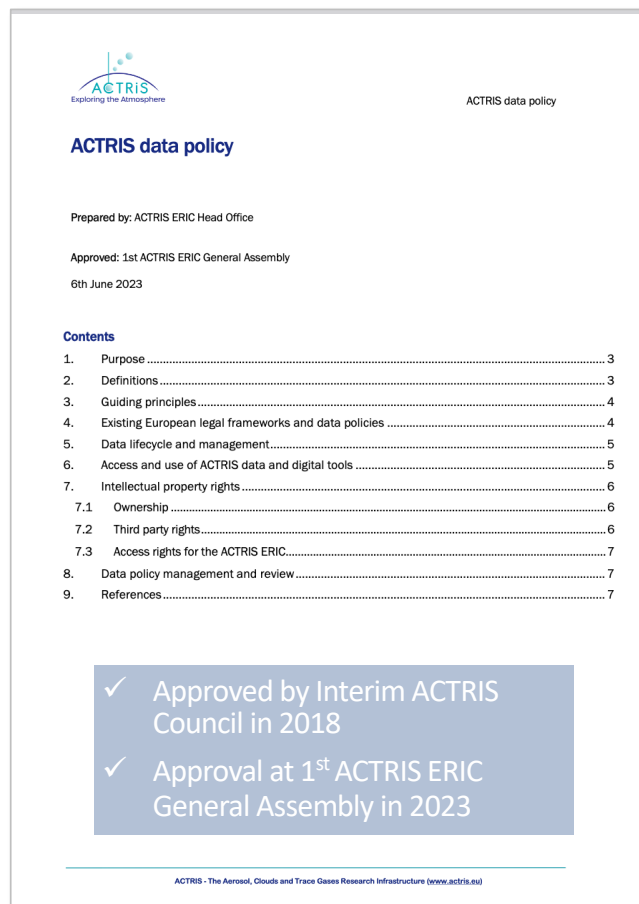 ACTRiS
Exploring the Atmosphere
ACTRIS data policy
ACTRIS data policy
Prepared by: ACTRIS ERIC Head Office
Approved: 1st ACTRIS ERIC General Assembly
6th June 2023
Contents
1. Purpose 3
2. Definitions 3
3. Guiding principles 4
4. Existing European legal frameworks and data policies 4
5. Data lifecycle and management 5
6. Access and use of ACTRIS data and digital tools 5
7. Intellectual property rights 6
7.1 Ownership 6
7.2 Third party rights 6
7.3 Access rights for the ACTRIS ERIC 7
8. Data policy management and review 7
9. References 7
✓ Approved by Interim ACTRIS
Council in 2018
✓ Approval at 1st ACTRIS ERIC
General Assembly in 2023
ACTRIS - The Aerosol, Clouds and Trace Gases Research Infrastructure (www.actris.eu)